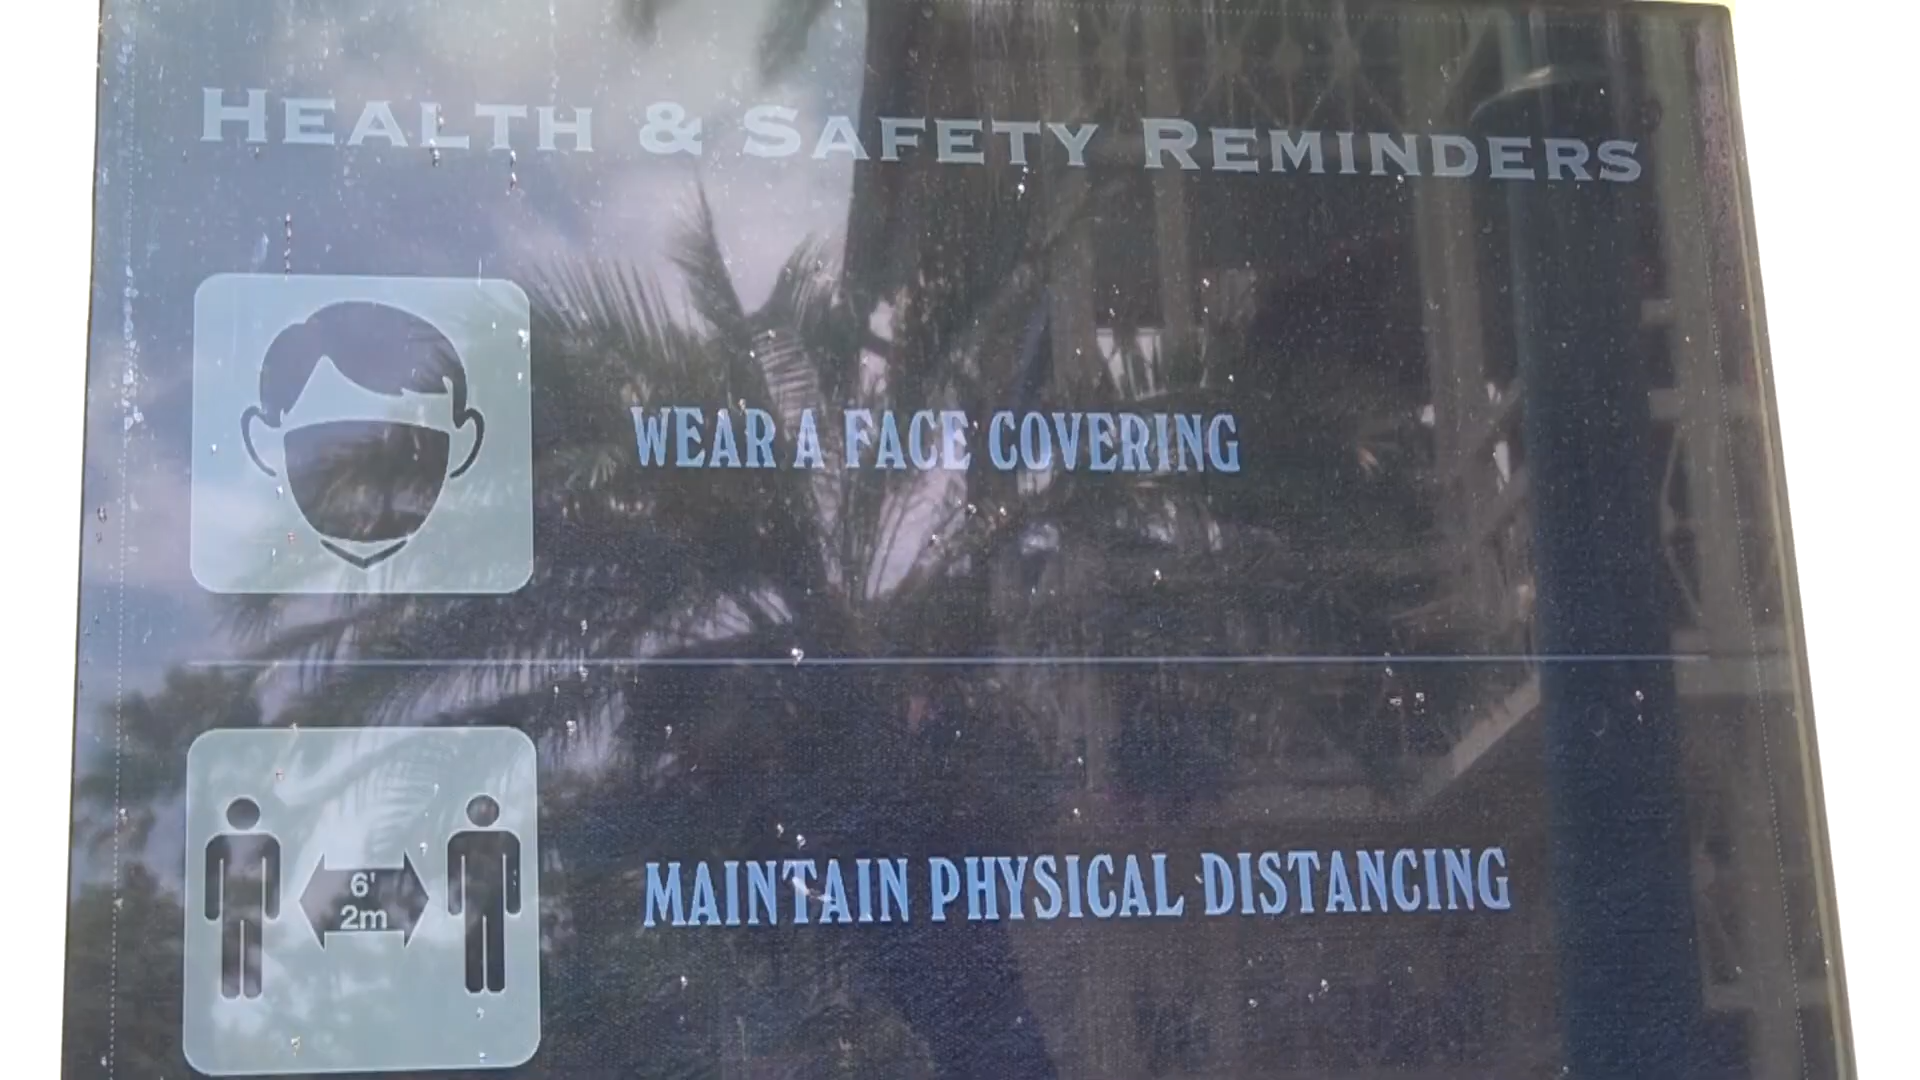 HEALTH & SAFETY REMINDERS
WEAR A FACE COVERING
6'
2m
MAINTAIN PHYSICAL DISTANCING